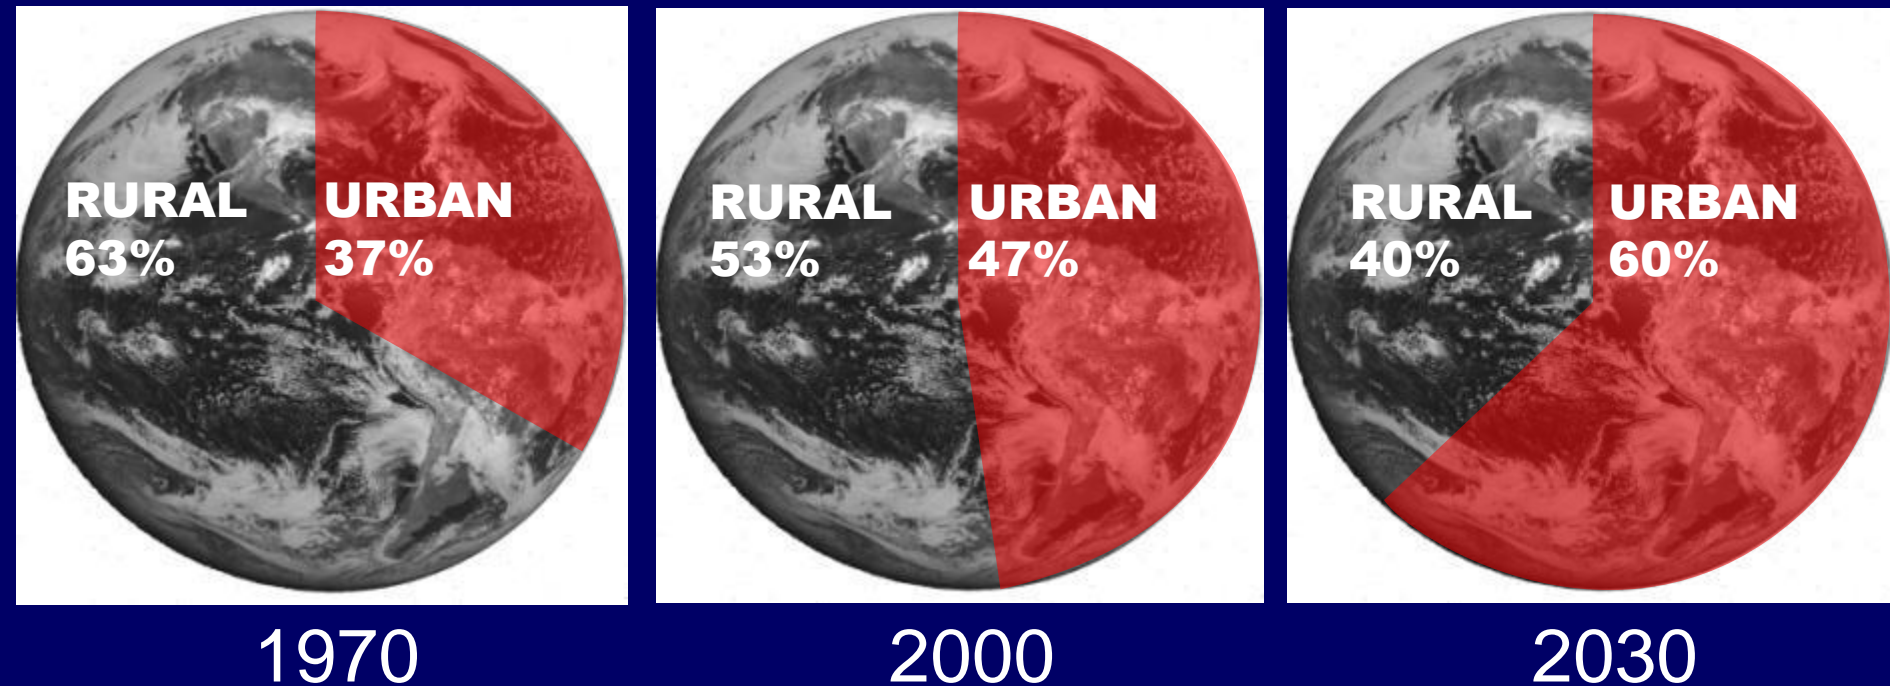 RURAL
63%
URBAN
37%
1970
RURAL
53%
URBAN
47%
2000
RURAL
40%
URBAN
60%
2030